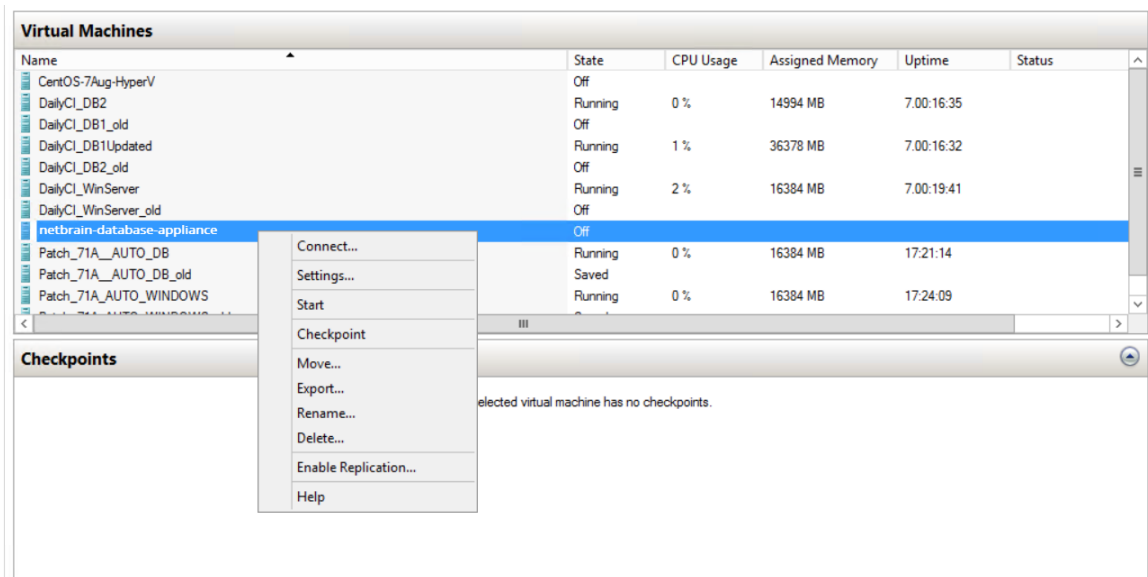 Virtual Machines
Name State CPU Usage Assigned Memory Uptime Status
CentOS-7Aug-HyperV Off
DailyCI_DB2 Running 0 % 14994 MB 7.00:16:35
DailyCI_DB1_old Off
DailyCI_DB1Updated Running 1 % 36378 MB 7.00:16:32
DailyCI_DB2_old Off
DailyCI_WinServer Running 2 % 16384 MB 7.00:19:41
DailyCI_WinServer_old Off
netbrain-database-appliance Off
Patch_71A__AUTO_DB Running 0 % 16384 MB 17:21:14
Patch_71A__AUTO_DB_old Saved
Patch_71A_AUTO_WINDOWS Running 0 % 16384 MB 17:24:09
Connect...
Settings...
Start
Checkpoint
Move...
Export...
Rename...
Delete...
Enable Replication...
Help
Checkpoints
elected virtual machine has no checkpoints.